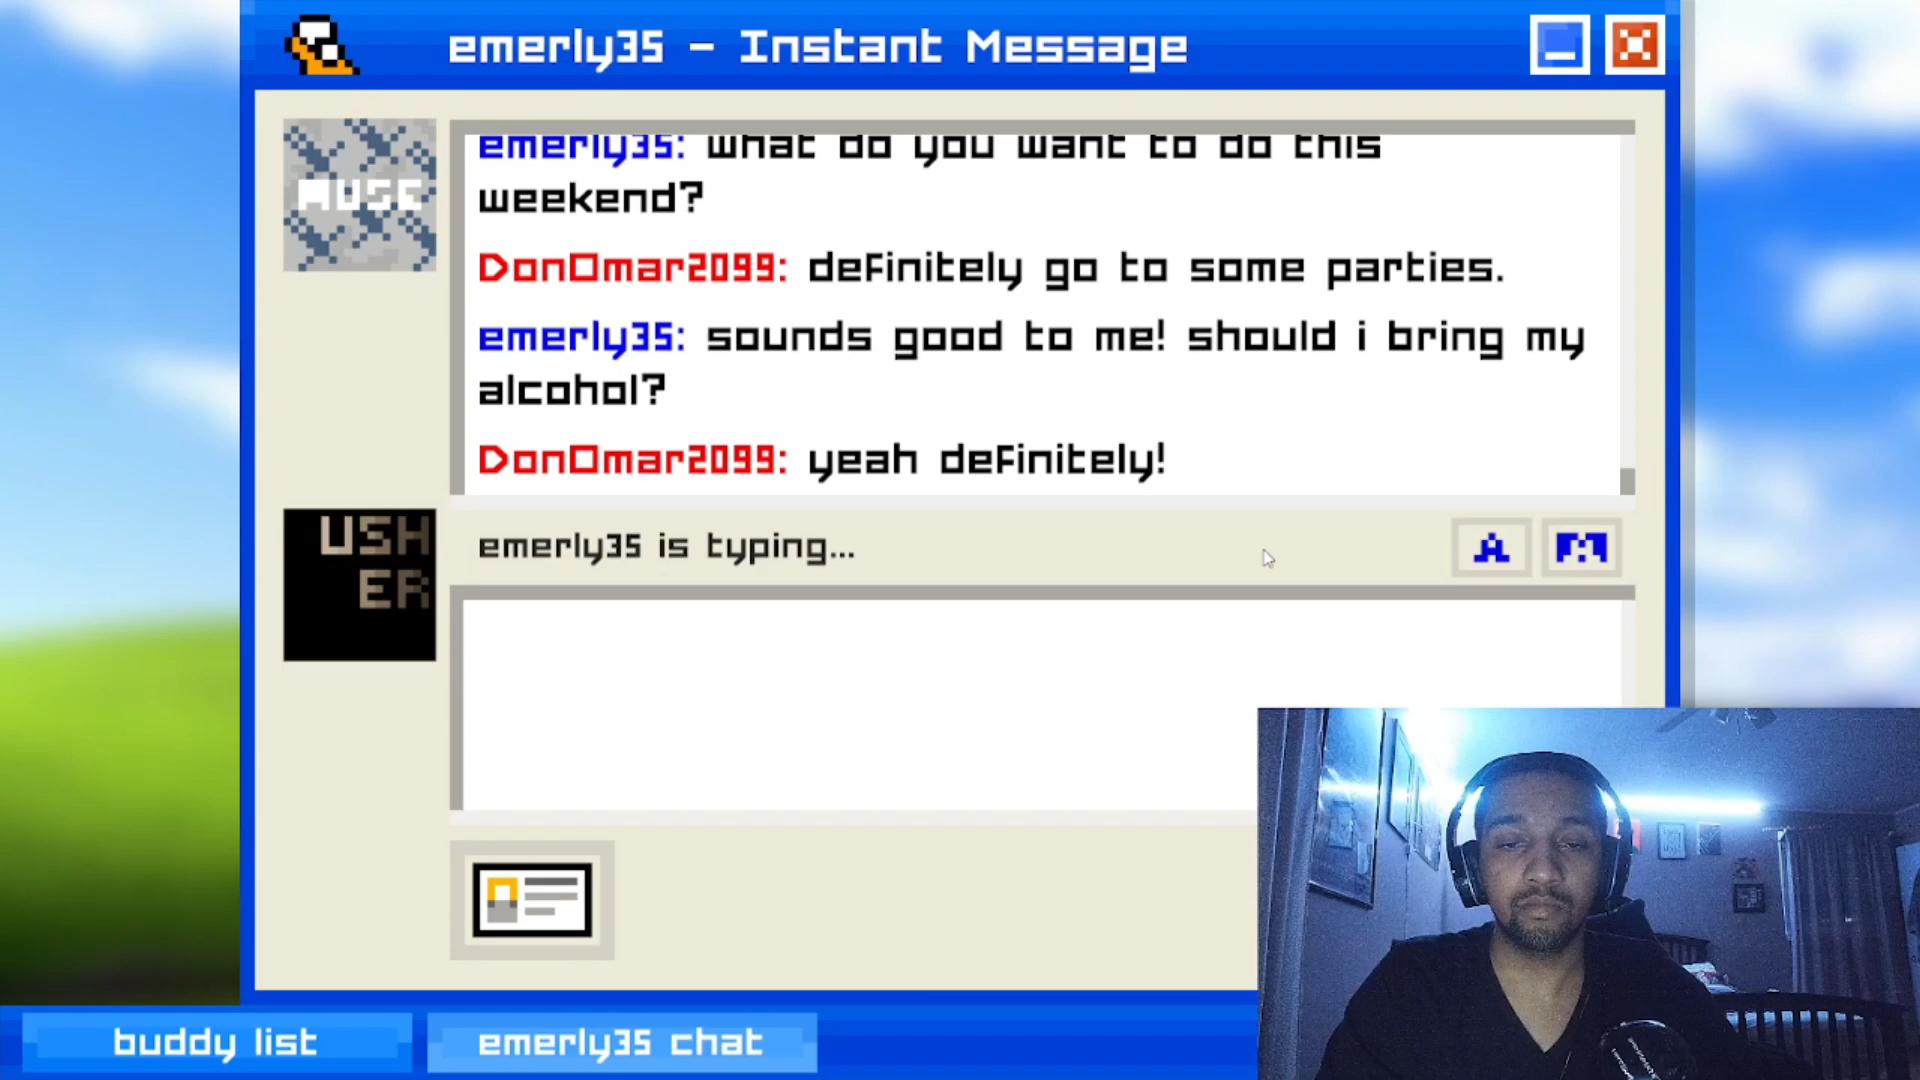 emerly35 - Instant Message
MUSE
emerly35: what do you want to do this
weekend?
DonOmar2099: definitely go to some parties.
emerly35: sounds good to me! should i bring my
alcohol?
DonOmar2099: yeah definitely!
USH
ER
emerly35 is typing...
A
buddy list
emerly35 chat